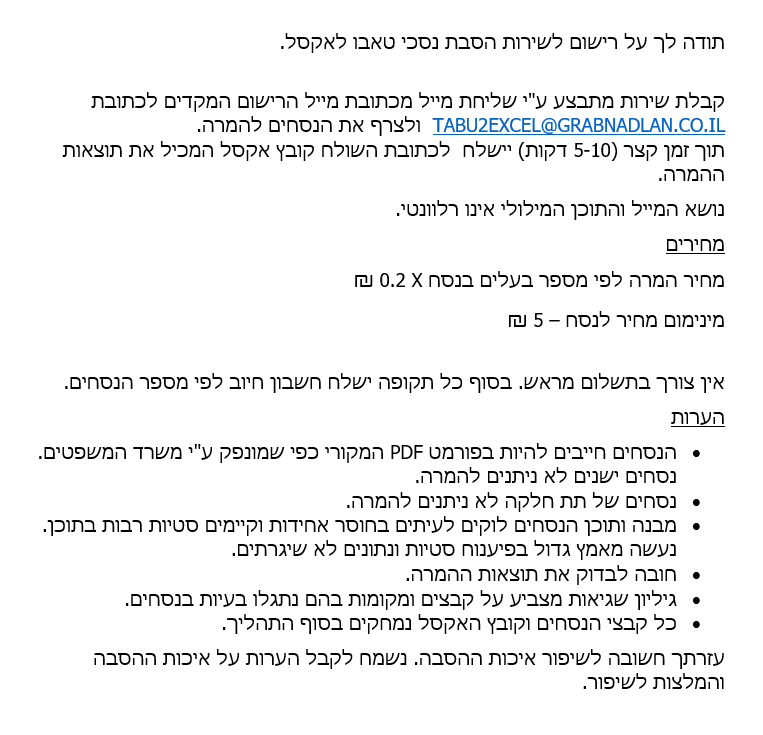 תודה לך על רישום לשירות הסבת נסכי טאבו לאקסל.
קבלת שירות מתבצע ע"י שליחת מייל מכתובת מייל הרישום המקדים לכתובת
TABU2EXCEL@GRABNADLAN.CO.IL ולצרף את הנסחים להמרה.
תוך זמן קצר (5-10 דקות) יישלח לכתובת השולח קובץ אקסל המכיל את תוצאות
ההמרה.
נושא המייל והתוכן המילולי אינו רלוונטי.
מחירים
מחיר המרה לפי מספר בעלים בנסח X 0.2 ₪
מינימום מחיר לנסח – 5 ₪
אין צורך בתשלום מראש. בסוף כל תקופה ישלח חשבון חיוב לפי מספר הנסחים.
הערות
• הנסחים חייבים להיות בפורמט PDF המקורי כפי שמונפק ע"י משרד המשפטים.
נסחים ישנים לא ניתנים להמרה.
• נסחים של תת חלקה לא ניתנים להמרה.
• מבנה ותוכן הנסחים לוקים לעיתים בחוסר אחידות וקיימים סטיות רבות בתוכן.
נעשה מאמץ גדול בפיענוח סטיות ונתונים לא שיגרתים.
• חובה לבדוק את תוצאות ההמרה.
• גיליון שגיאות מצביע על קבצים ומקומות בהם נתגלו בעיות בנסחים.
• כל קבצי הנסחים וקובץ האקסל נמחקים בסוף התהליך.
עזרתך חשובה לשיפור איכות ההסבה. נשמח לקבל הערות על איכות ההסבה
והמלצות לשיפור.